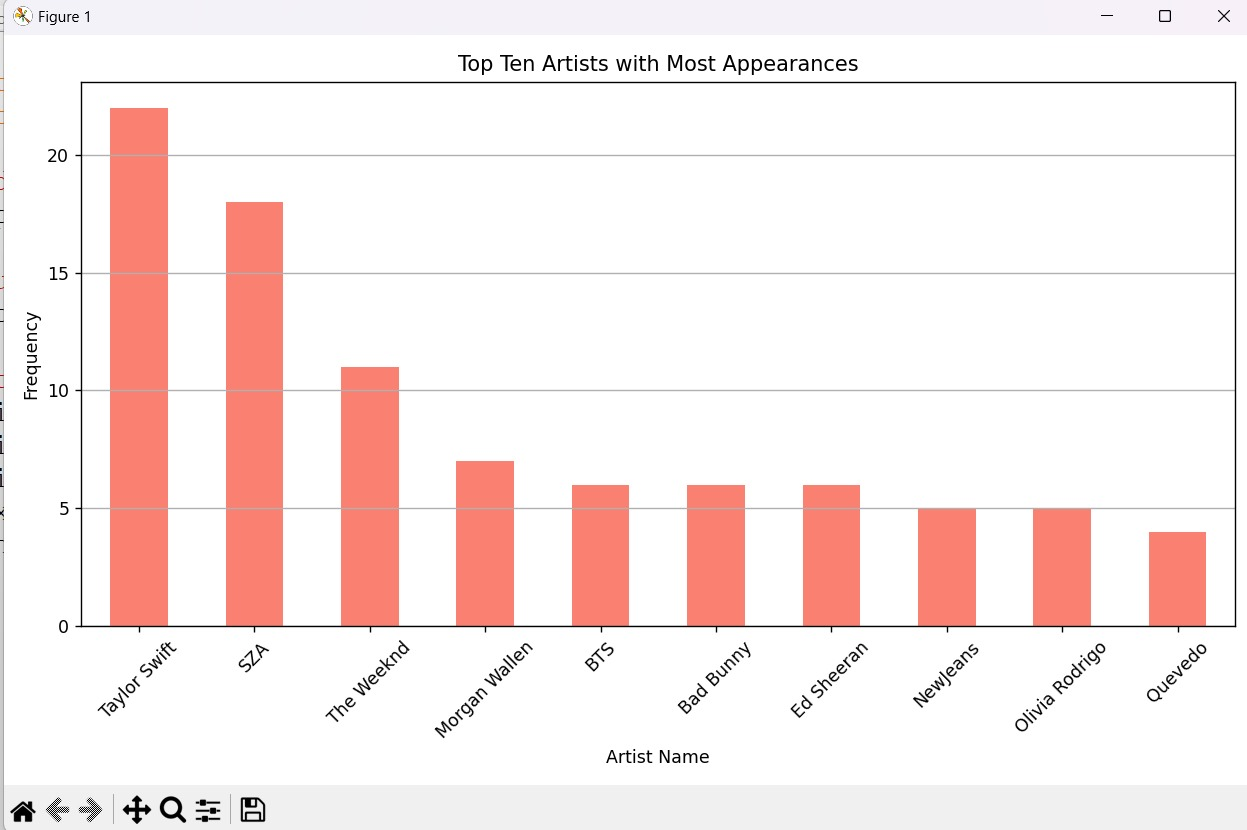 Figure 1
Top Ten Artists with Most Appearances
20
15
10
5
0
Frequency
Taylor Swift
SZA
The Weeknd
Morgan Wallen
BTS
Bad Bunny
Ed Sheeran
NewJeans
Olivia Rodrigo
Quevedo
Artist Name